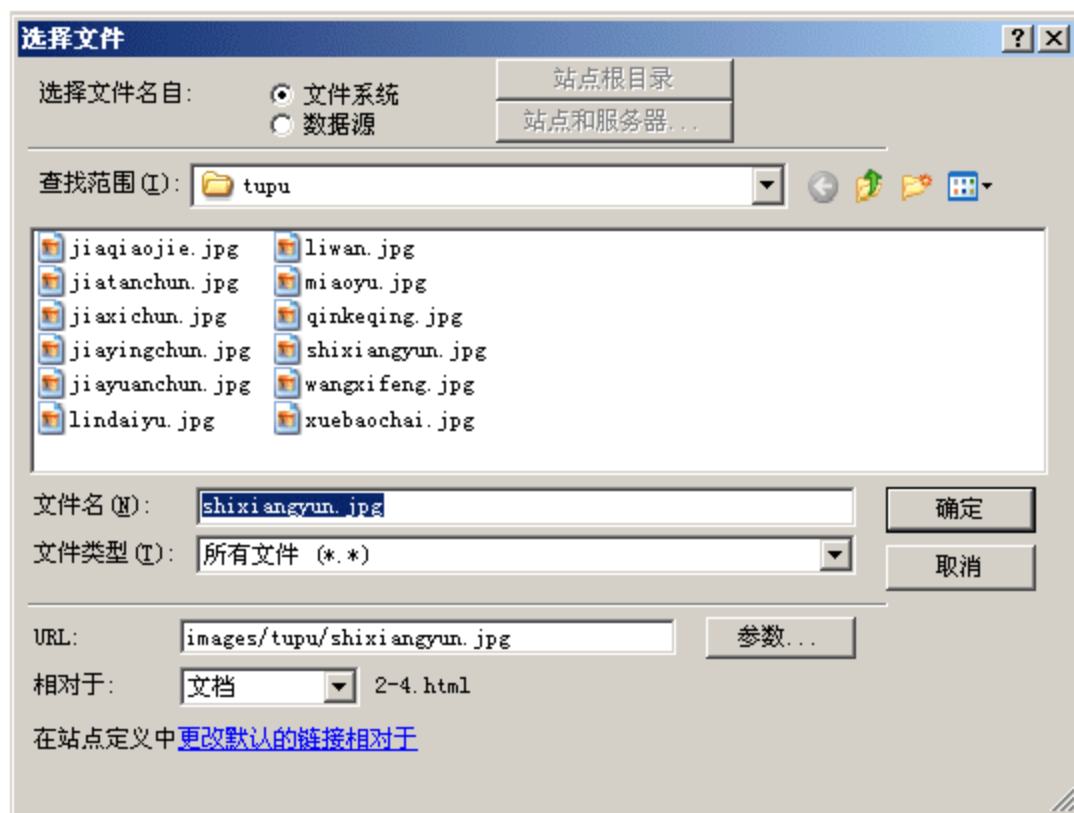 选择文件
选择文件名自: 文件系统 站点根目录
数据源 站点和服务器...
查找范围(I): tupu
jiaqiaojie.jpg liwan.jpg
jiatanchun.jpg miaoyu.jpg
jiaxichun.jpg qinkeqing.jpg
jiayingchun.jpg shixiangyun.jpg
jiayuanchun.jpg wangxifeng.jpg
lindaiyu.jpg xuebaochai.jpg
文件名(N): shixiangyun.jpg 确定
文件类型(T): 所有文件 (*.*) 取消
URL: images/tupu/shixiangyun.jpg 参数...
相对于: 文档 2-4.html
在站点定义中更改默认的链接相对于